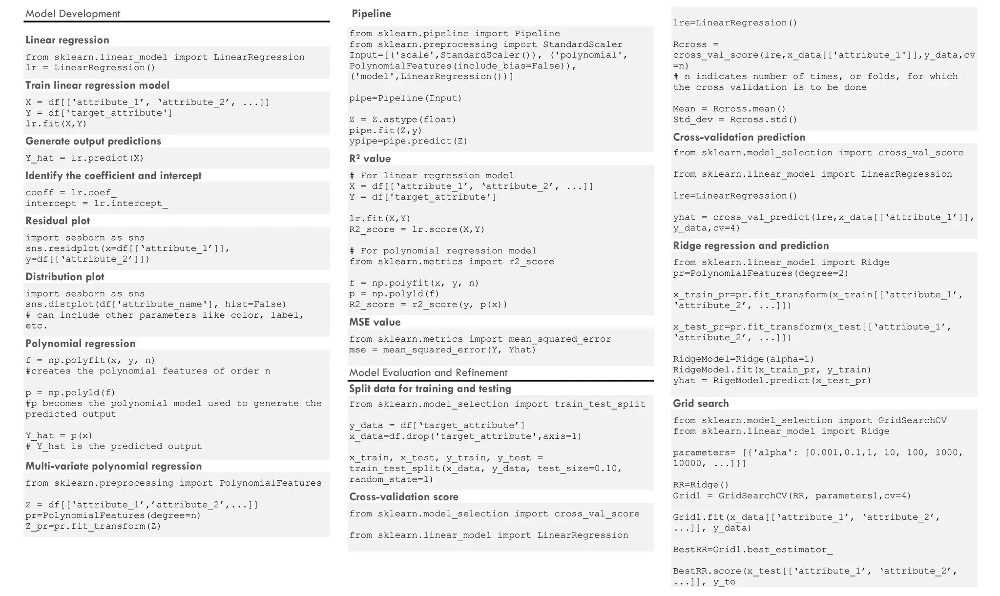 Model Development
Linear regression
from sklearn.linear_model import LinearRegression
lr = LinearRegression()
Train linear regression model
X = df[[‘attribute_1’, ‘attribute_2’, ...]]
Y = df['target_attribute']
lr.fit(X,Y)
Generate output predictions
Y_hat = lr.predict(X)
Identify the coefficient and intercept
coeff = lr.coef_
intercept = lr.intercept_
Residual plot
import seaborn as sns
sns.residplot(x=df[[‘attribute_1’]],
y=df[[‘attribute_2’]])
Distribution plot
import seaborn as sns
sns.distplot(df['attribute_name'], hist=False)
# can include other parameters like color, label,
etc.
Polynomial regression
f = np.polyfit(x, y, n)
#creates the polynomial features of order n
p = np.poly1d(f)
#p becomes the polynomial model used to generate the
predicted output
Y_hat = p(x)
# Y_hat is the predicted output
Multi-variate polynomial regression
from sklearn.preprocessing import PolynomialFeatures
Z = df[[‘attribute_1’,’attribute_2’,...]]
pr=PolynomialFeatures(degree=n)
Z_pr=pr.fit_transform(Z)
Pipeline
from sklearn.pipeline import Pipeline
from sklearn.preprocessing import StandardScaler
Input=[('scale',StandardScaler()), ('polynomial',
PolynomialFeatures(include_bias=False)),
('model',LinearRegression())]
pipe=Pipeline(Input)
Z = Z.astype(float)
pipe.fit(Z,y)
ypipe=pipe.predict(Z)
R² value
# For linear regression model
X = df[[‘attribute_1’, ‘attribute_2’, ...]]
Y = df['target_attribute']
lr.fit(X,Y)
R2_score = lr.score(X,Y)
# For polynomial regression model
from sklearn.metrics import r2_score
f = np.polyfit(x, y, n)
p = np.poly1d(f)
R2_score = r2_score(y, p(x))
MSE value
from sklearn.metrics import mean_squared_error
mse = mean_squared_error(Y, Yhat)
Model Evaluation and Refinement
Split data for training and testing
from sklearn.model_selection import train_test_split
y_data = df[‘target_attribute’]
x_data=df.drop('target_attribute',axis=1)
x_train, x_test, y_train, y_test =
train_test_split(x_data, y_data, test_size=0.10,
random_state=1)
Cross-validation score
from sklearn.model_selection import cross_val_score
from sklearn.linear_model import LinearRegression
lre=LinearRegression()
Rcross =
cross_val_score(lre,x_data[['attribute_1']],y_data,cv
=n)
# n indicates number of times, or folds, for which
the cross validation is to be done
Mean = Rcross.mean()
Std_dev = Rcross.std()
Cross-validation prediction
from sklearn.model_selection import cross_val_score
from sklearn.linear_model import LinearRegression
lre=LinearRegression()
yhat = cross_val_predict(lre,x_data[[‘attribute_1’]],
y_data,cv=4)
Ridge regression and prediction
from sklearn.linear_model import Ridge
pr=PolynomialFeatures(degree=2)
x_train_pr=pr.fit_transform(x_train[[‘attribute_1’,
‘attribute_2’, ...]])
x_test_pr=pr.fit_transform(x_test[[‘attribute_1’,
‘attribute_2’, ...]])
RidgeModel=Ridge(alpha=1)
RidgeModel.fit(x_train_pr, y_train)
yhat = RigeModel.predict(x_test_pr)
Grid search
from sklearn.model_selection import GridSearchCV
from sklearn.linear_model import Ridge
parameters= [{'alpha': [0.001,0.1,1, 10, 100, 1000,
10000, ...]}]
RR=Ridge()
Grid1 = GridSearchCV(RR, parameters1,cv=4)
Grid1.fit(x_data[[‘attribute_1’, ‘attribute_2’,
...]], y_data)
BestRR=Grid1.best_estimator_
BestRR.score(x_test[[‘attribute_1’, ‘attribute_2’,
...]], y_te